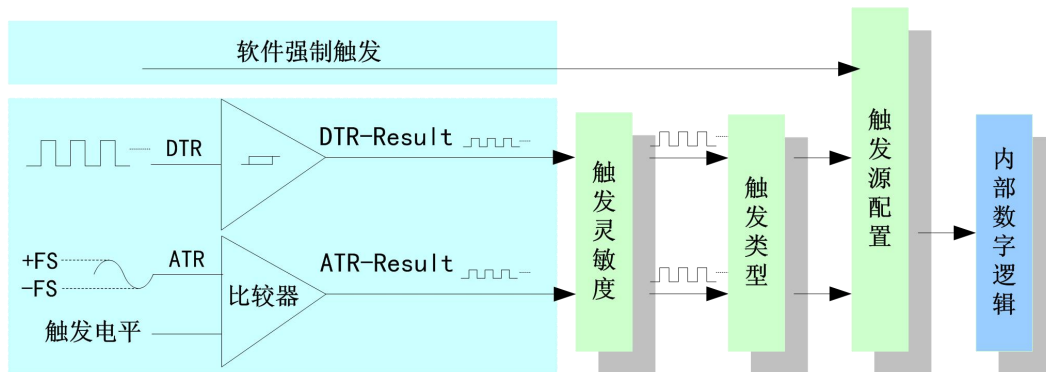 软件强制触发
DTR
DTR-Result
+FS
-FS
ATR
触发电平
比较器
ATR-Result
触发灵敏度
触发类型
触发源配置
内部数字逻辑